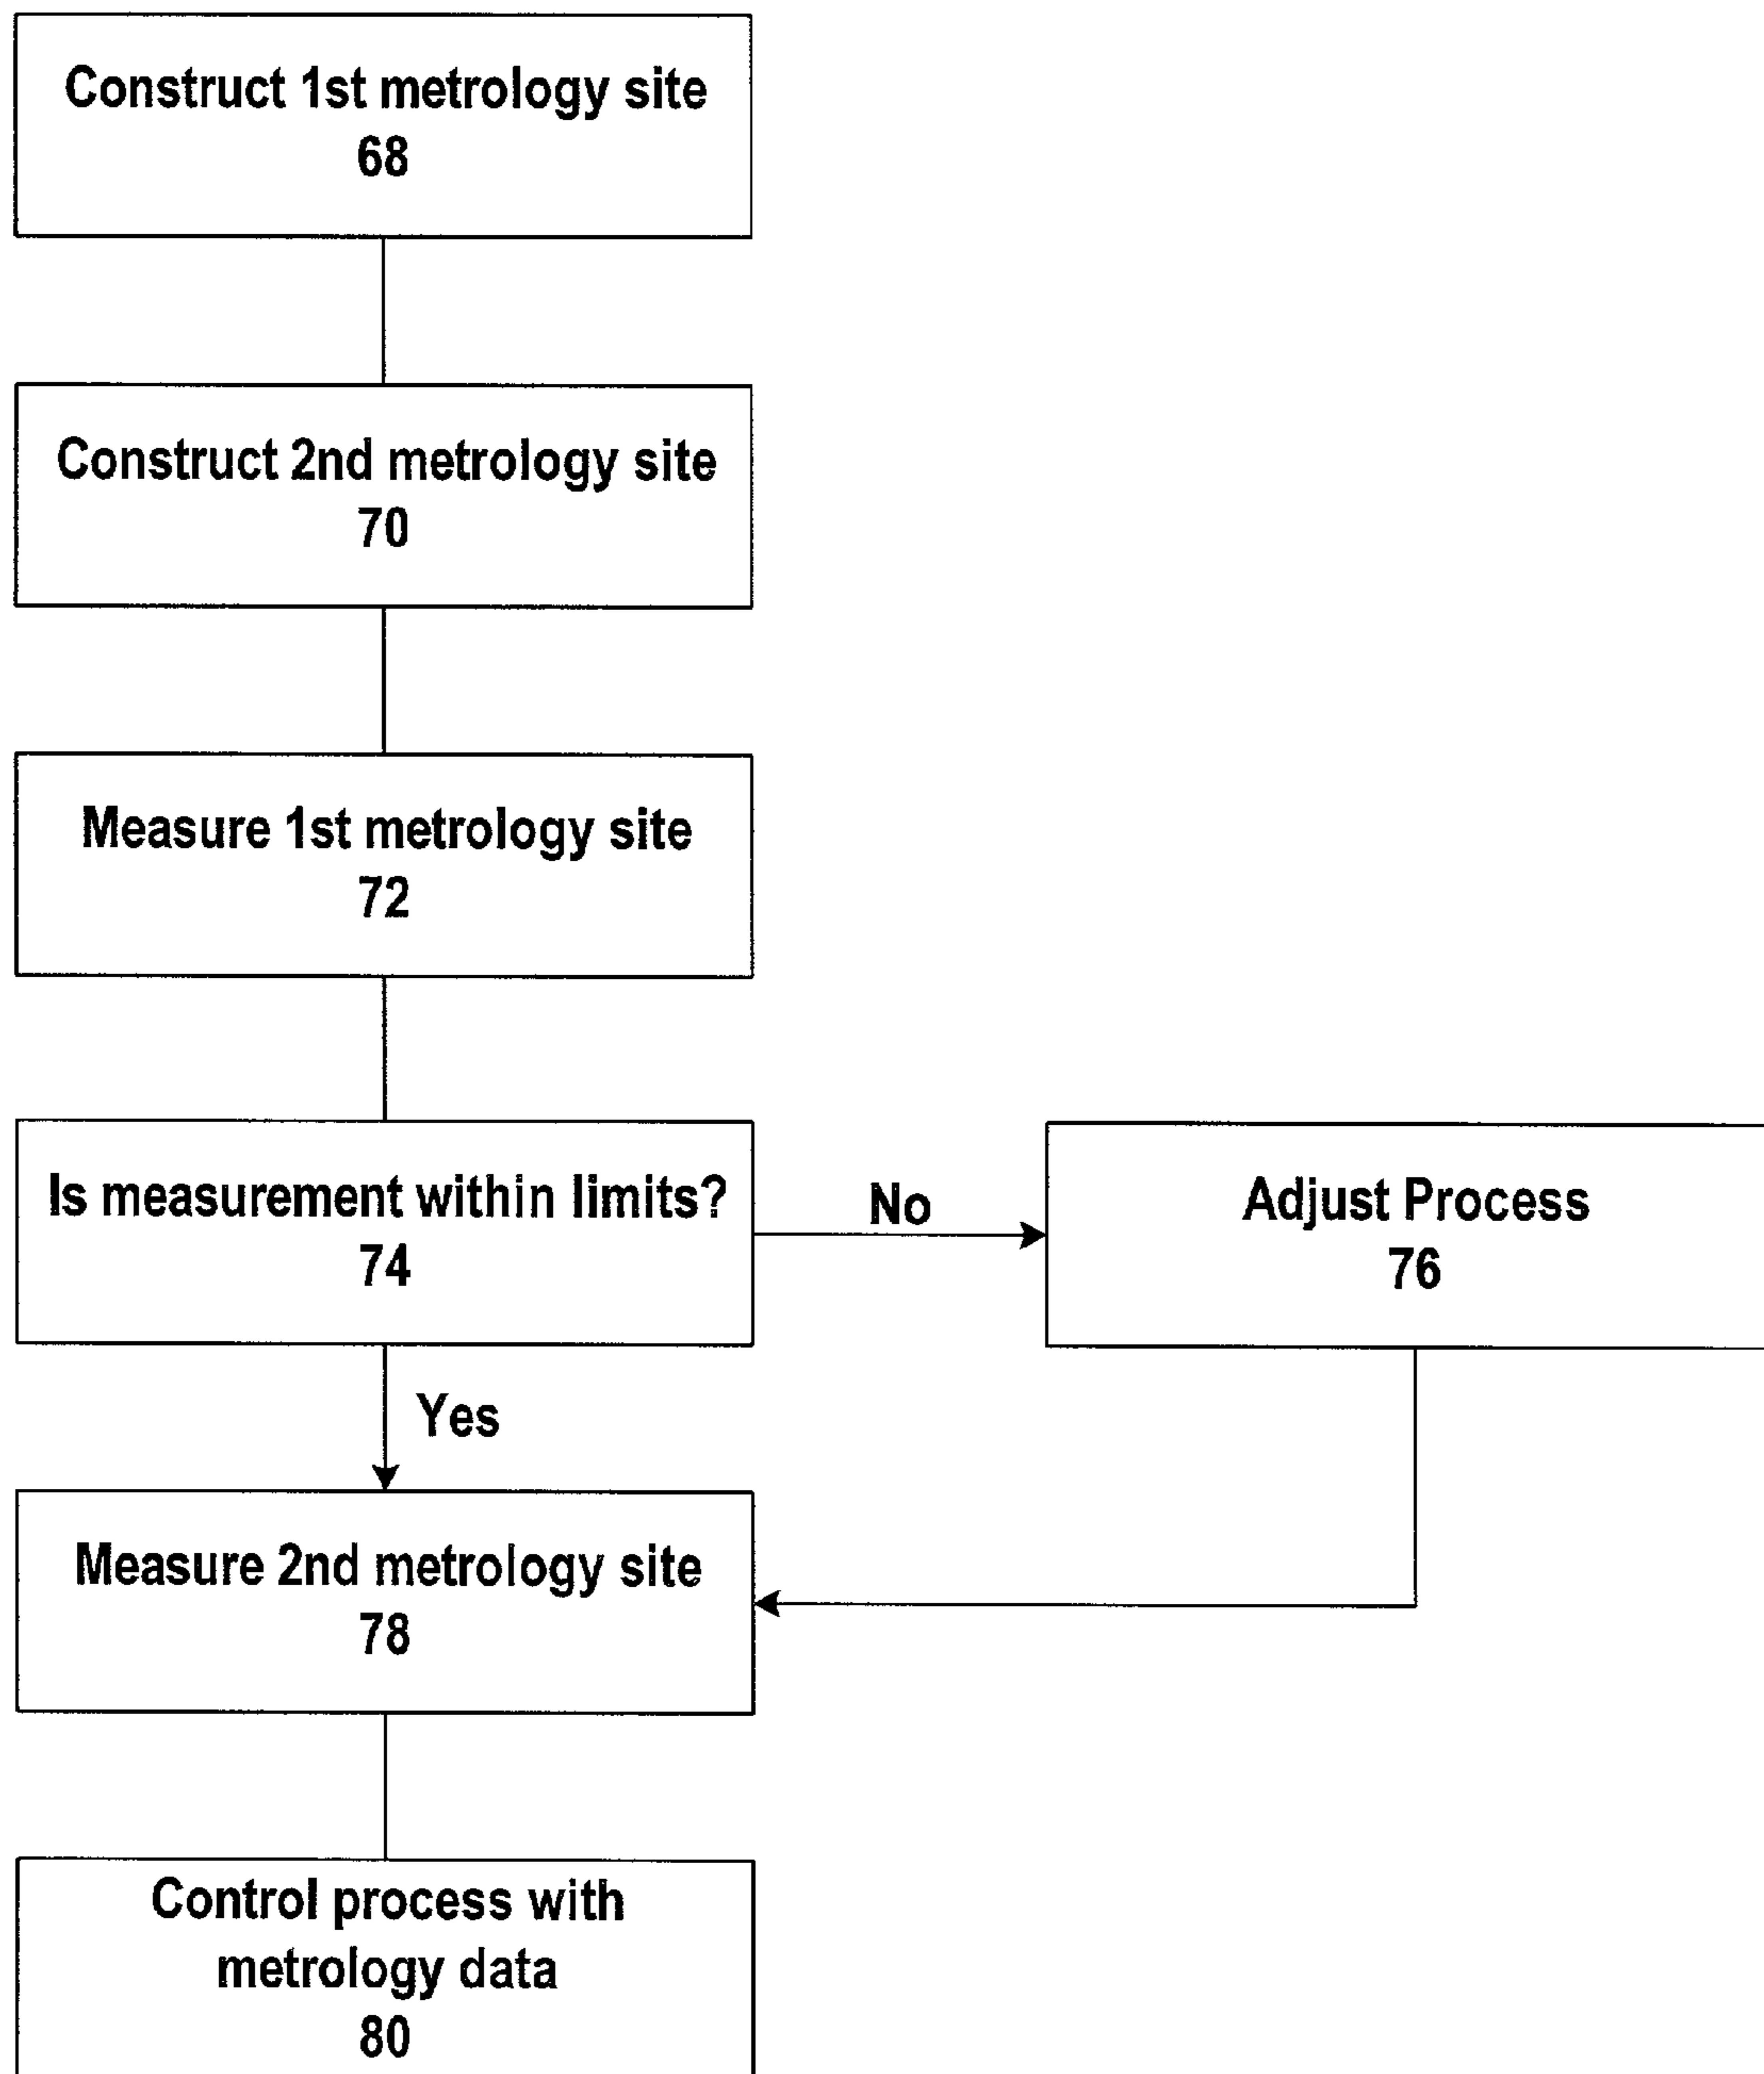 Construct 1st metrology site
68
Construct 2nd metrology site
70
Measure 1st metrology site
72
Is measurement within limits?
74
No
Adjust Process
76
Yes
Measure 2nd metrology site
78
Control process with
metrology data
80